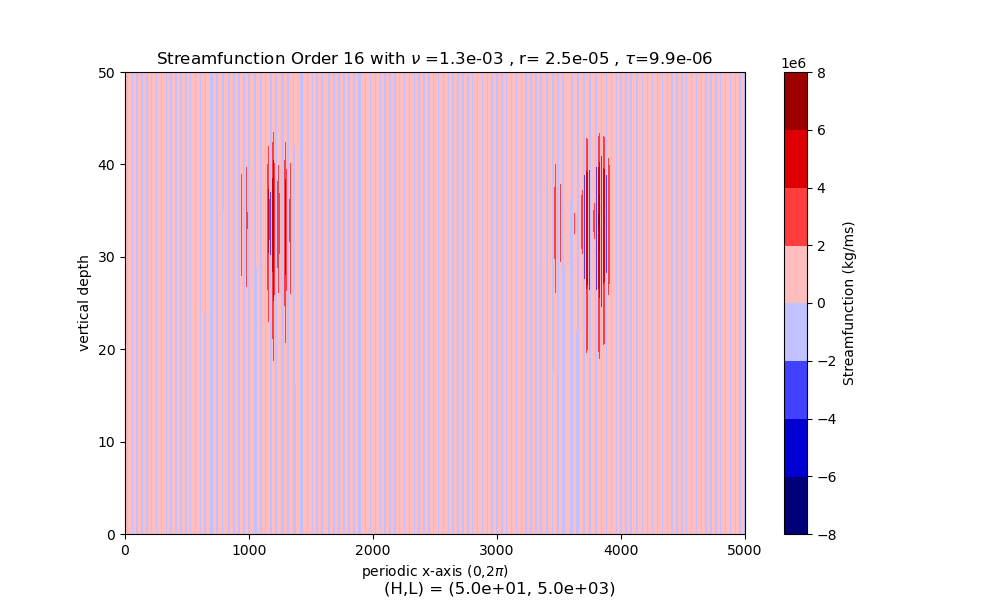 Streamfunction Order 16 with ν =1.3e-03 , r= 2.5e-05 , τ=9.9e-06
1e6
50
40
30
20
10
0
vertical depth
0 1000 2000 3000 4000 5000
periodic x-axis (0,2π)
(H,L) = (5.0e+01, 5.0e+03)
8
6
4
2
0
−2
−4
−6
−8
Streamfunction (kg/ms)